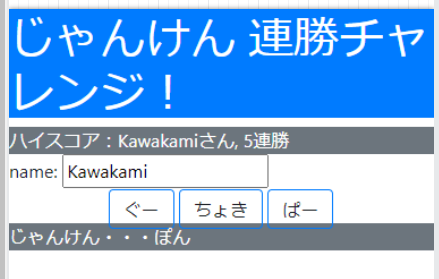 じゃんけん 連勝チャ
レンジ！
ハイスコア：Kawakamiさん, 5連勝
name: Kawakami
ぐー ちょき ぱー
じゃんけん・・・ぽん